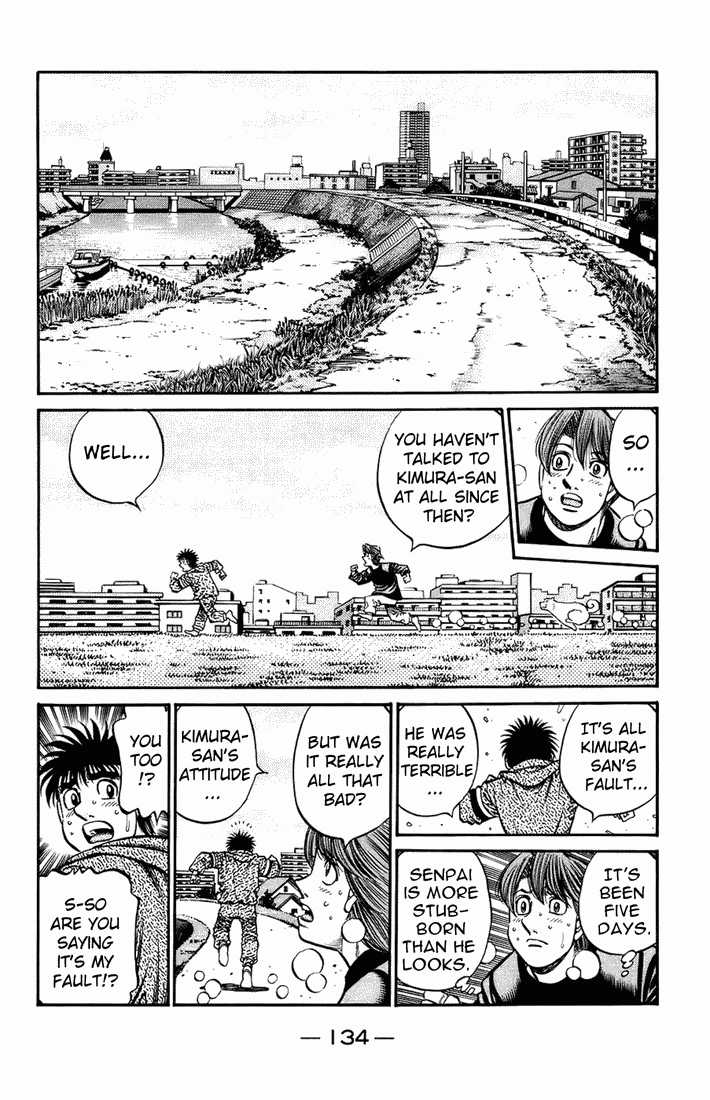 SO
...
YOU HAVEN'T
TALKED TO
KIMURA-SAN
AT ALL SINCE
THEN?
WELL...
IT'S ALL
KIMURA-
SAN'S
FAULT...
HE WAS
REALLY
TERRIBLE
...
IT'S
BEEN
FIVE
DAYS.
SENPAI
IS MORE
STUB-
BORN
THAN HE
LOOKS.
BUT WAS
IT REALLY
ALL THAT
BAD?
KIMURA-
SAN'S
ATTITUDE
...
YOU
TOO
!?
S-SO
ARE YOU
SAYING
IT'S MY
FAULT!?
— 134 —